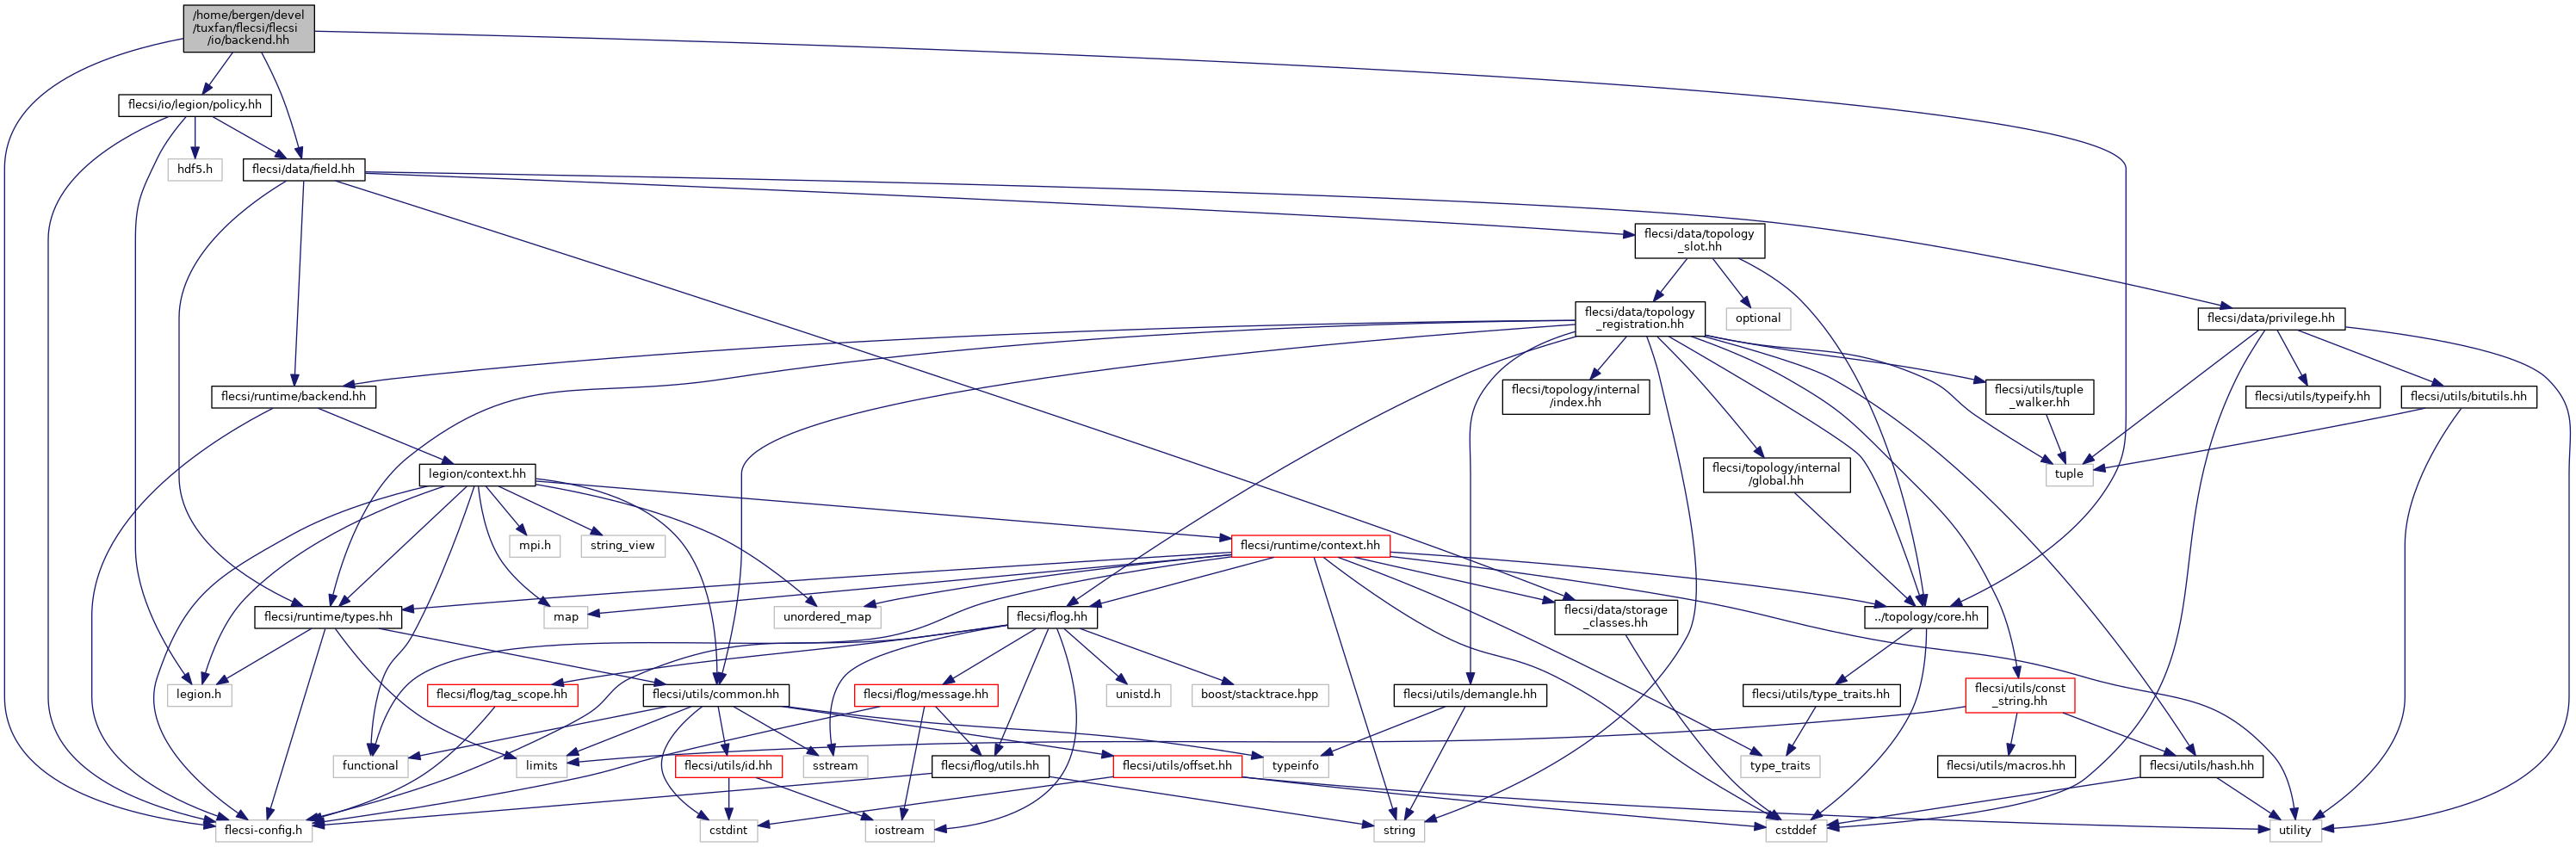 /home/bergen/devel
/tuxfan/flecsi/flecsi
/io/backend.hh
flecsi/io/legion/policy.hh
hdf5.h
flecsi/data/field.hh
flecsi/data/topology
_slot.hh
flecsi/data/topology
_registration.hh
optional
flecsi/data/privilege.hh
flecsi/runtime/backend.hh
flecsi/topology/internal
/index.hh
flecsi/utils/tuple
_walker.hh
flecsi/utils/typeify.hh
flecsi/utils/bitutils.hh
legion/context.hh
flecsi/topology/internal
/global.hh
tuple
mpi.h
string_view
flecsi/runtime/context.hh
flecsi/runtime/types.hh
map
unordered_map
flecsi/flog.hh
flecsi/data/storage
_classes.hh
../topology/core.hh
legion.h
flecsi/flog/tag_scope.hh
flecsi/utils/common.hh
flecsi/flog/message.hh
unistd.h
boost/stacktrace.hpp
flecsi/utils/demangle.hh
flecsi/utils/type_traits.hh
flecsi/utils/const
_string.hh
functional
limits
flecsi/utils/id.hh
sstream
flecsi/flog/utils.hh
flecsi/utils/offset.hh
typeinfo
type_traits
flecsi/utils/macros.hh
flecsi/utils/hash.hh
flecsi-config.h
cstdint
iostream
string
cstddef
utility